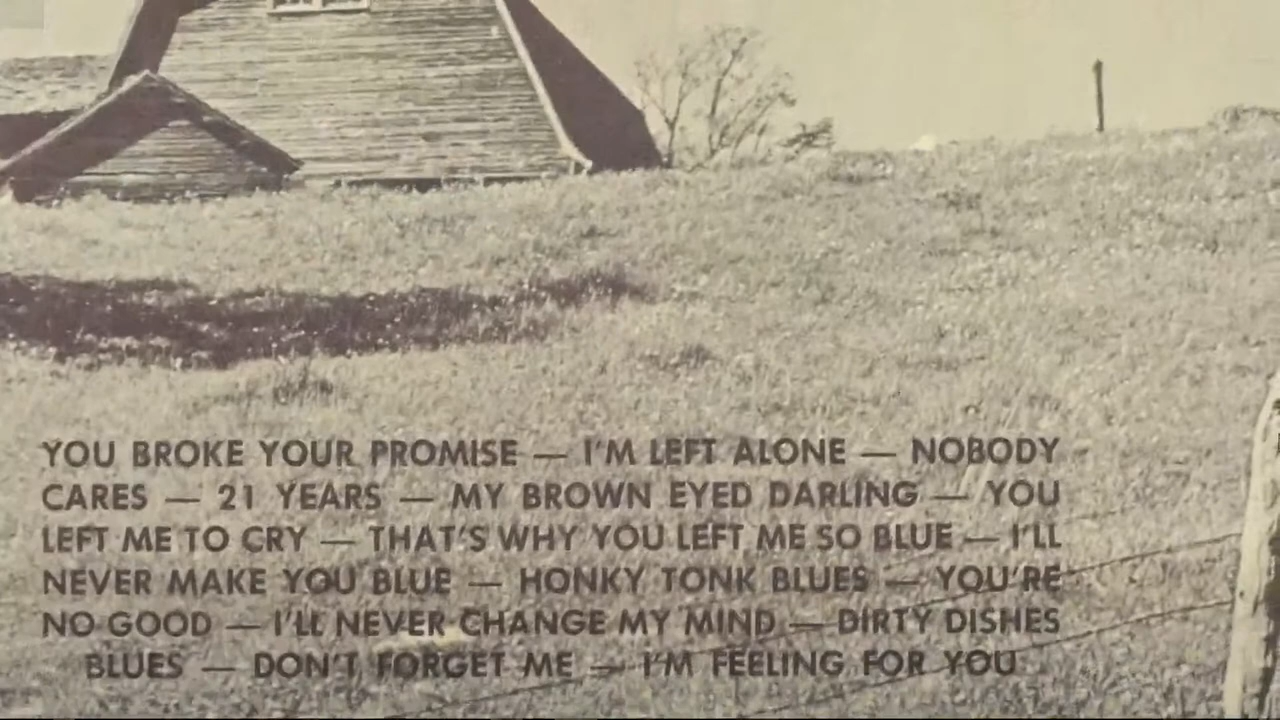 YOU BROKE YOUR PROMISE — I'M LEFT ALONE — NOBODY
CARES — 21 YEARS — MY BROWN EYED DARLING — YOU
LEFT ME TO CRY — THAT'S WHY YOU LEFT ME SO BLUE — I'LL
NEVER MAKE YOU BLUE — HONKY TONK BLUES — YOU'RE
NO GOOD — I'LL NEVER CHANGE MY MIND — DIRTY DISHES
BLUES — DON'T FORGET ME — I'M FEELING FOR YOU